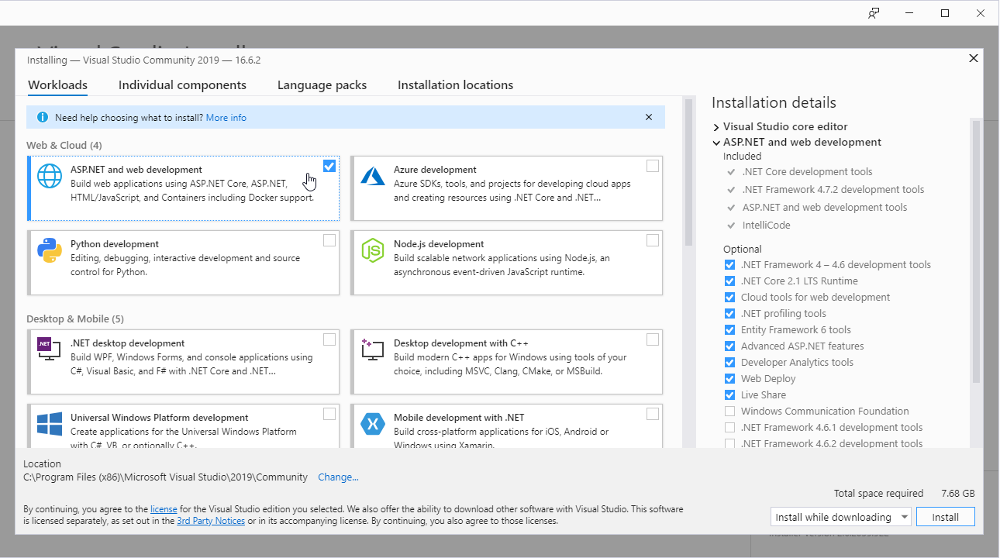 Installing — Visual Studio Community 2019 — 16.6.2
Workloads
Individual components
Language packs
Installation locations
Need help choosing what to install? More info
Web & Cloud (4)
ASP.NET and web development
Build web applications using ASP.NET Core, ASP.NET,
HTML/JavaScript, and Containers including Docker support.
Azure development
Azure SDKs, tools, and projects for developing cloud apps
and creating resources using .NET Core and .NET...
Python development
Editing, debugging, interactive development and source
control for Python.
JS
Node.js development
Build scalable network applications using Node.js, an
asynchronous event-driven JavaScript runtime.
Desktop & Mobile (5)
.NET
.NET desktop development
Build WPF, Windows Forms, and console applications using
C#, Visual Basic, and F# with .NET Core and .NET...
Desktop development with C++
Build modern C++ apps for Windows using tools of your
choice, including MSVC, Clang, CMake, or MSBuild.
Universal Windows Platform development
Create applications for the Universal Windows Platform
with C#, VB, or optionally C++.
Mobile development with .NET
Build cross-platform applications for iOS, Android or
Windows using Xamarin.
Installation details
Visual Studio core editor
ASP.NET and web development
Included
.NET Core development tools
.NET Framework 4.7.2 development tools
ASP.NET and web development tools
IntelliCode
Optional
.NET Framework 4 – 4.6 development tools
.NET Core 2.1 LTS Runtime
Cloud tools for web development
.NET profiling tools
Entity Framework 6 tools
Advanced ASP.NET features
Developer Analytics tools
Web Deploy
Live Share
Windows Communication Foundation
.NET Framework 4.6.1 development tools
.NET Framework 4.6.2 development tools
Location
C:\Program Files (x86)\Microsoft Visual Studio\2019\Community Change...
Total space required 7.68 GB
By continuing, you agree to the license for the Visual Studio edition you selected. We also offer the ability to download other software with Visual Studio. This software
is licensed separately, as set out in the 3rd Party Notices or in its accompanying license. By continuing, you also agree to those licenses.
Install while downloading
Install